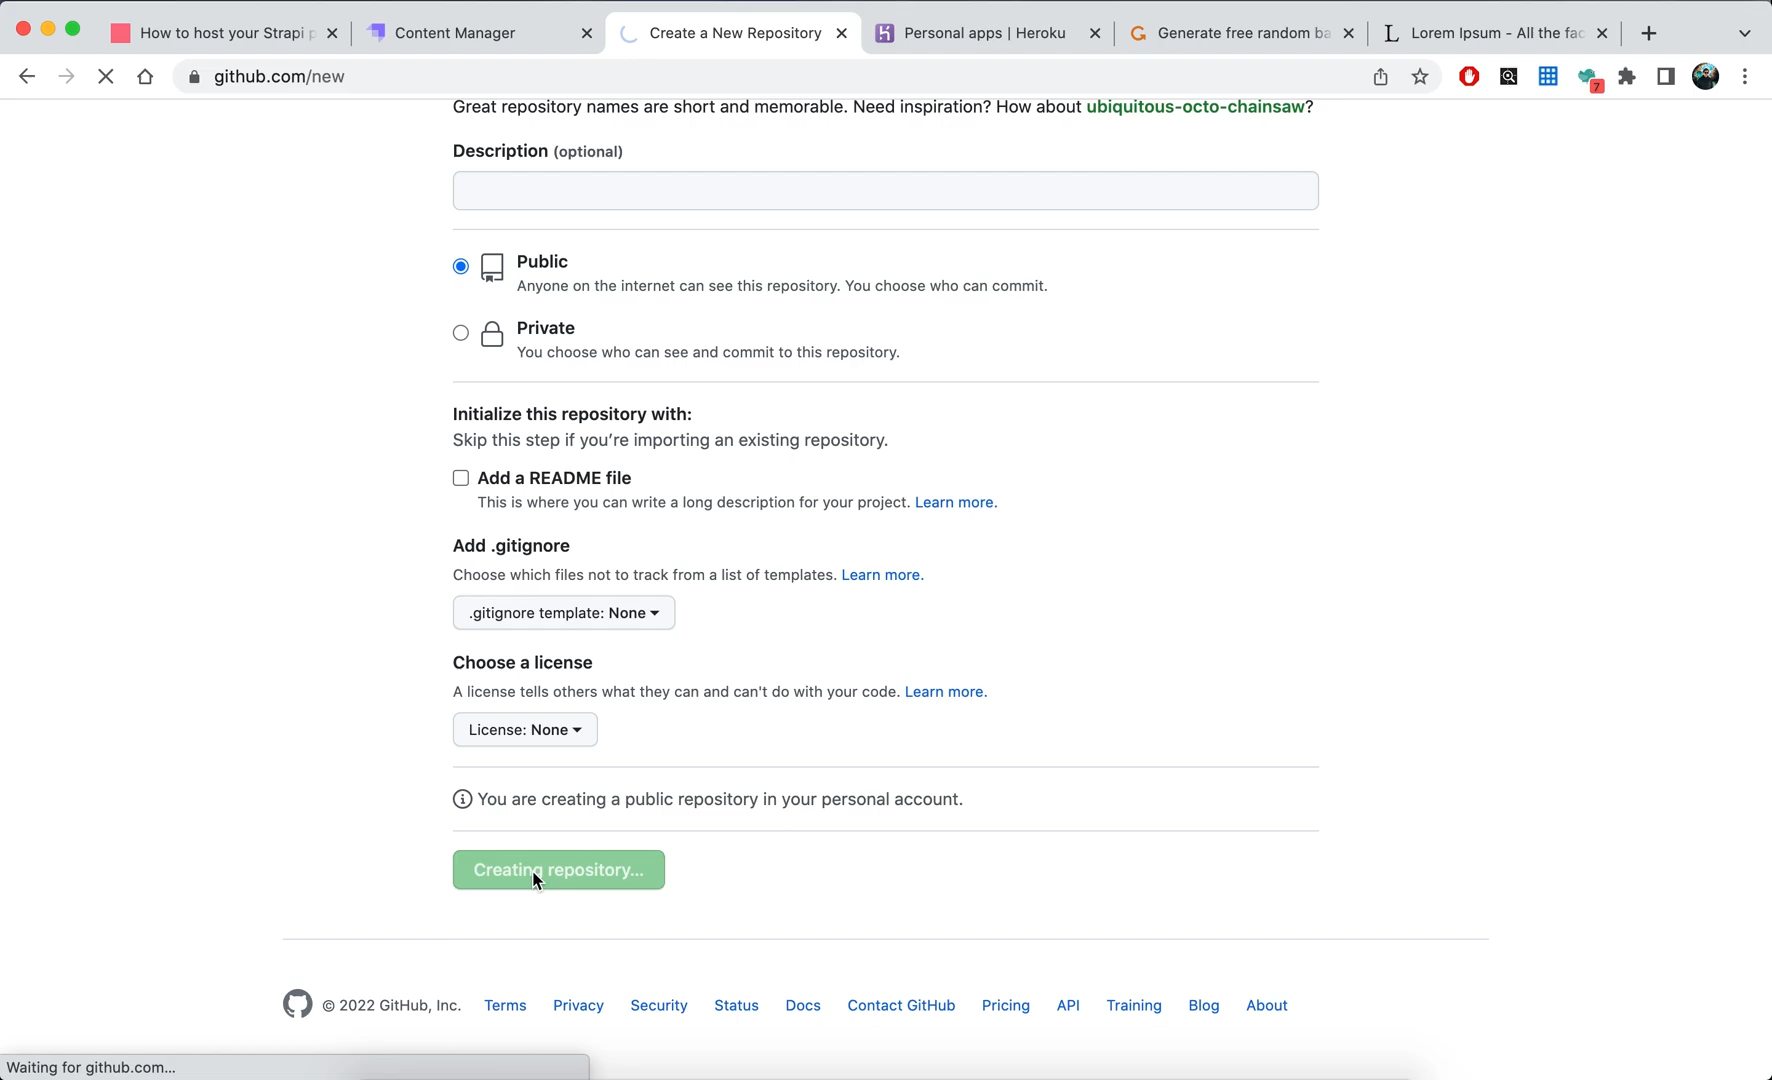 How to host your Strapi p
Content Manager
Create a New Repository
Personal apps | Heroku
Generate free random ba
Lorem Ipsum - All the fac
github.com/new
7
Great repository names are short and memorable. Need inspiration? How about ubiquitous-octo-chainsaw?
Description (optional)
Public
Anyone on the internet can see this repository. You choose who can commit.
Private
You choose who can see and commit to this repository.
Initialize this repository with:
Skip this step if you’re importing an existing repository.
Add a README file
This is where you can write a long description for your project. Learn more.
Add .gitignore
Choose which files not to track from a list of templates. Learn more.
.gitignore template: None
Choose a license
A license tells others what they can and can't do with your code. Learn more.
License: None
You are creating a public repository in your personal account.
Creating repository...
© 2022 GitHub, Inc. Terms Privacy Security Status Docs Contact GitHub Pricing API Training Blog About
Waiting for github.com...